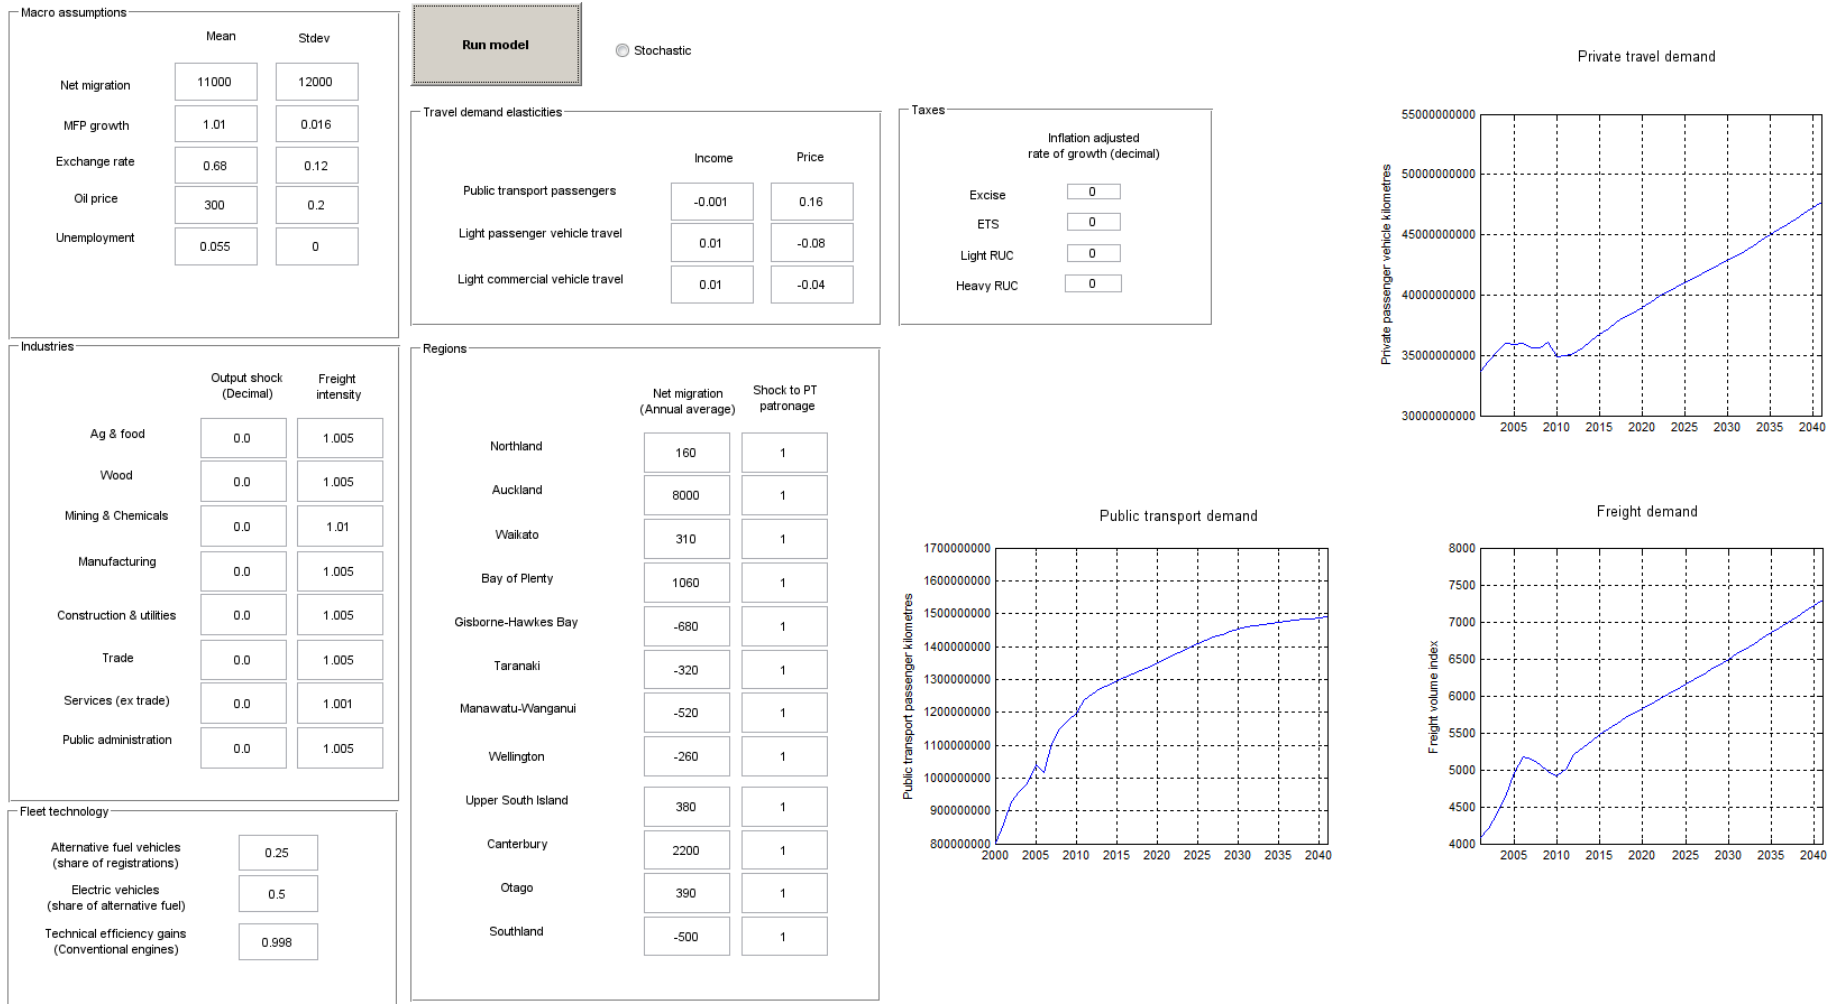 Macro assumptions
Mean Stdev
Net migration 11000 12000
MFP growth 1.01 0.016
Exchange rate 0.68 0.12
Oil price 300 0.2
Unemployment 0.055 0
Run model
Stochastic
Travel demand elasticities
Income Price
Public transport passengers -0.001 0.16
Light passenger vehicle travel 0.01 -0.08
Light commercial vehicle travel 0.01 -0.04
Taxes
Inflation adjusted
rate of growth (decimal)
Excise 0
ETS 0
Light RUC 0
Heavy RUC 0
Industries
Output shock
(Decimal)
Freight
intensity
Ag & food 0.0 1.005
Wood 0.0 1.005
Mining & Chemicals 0.0 1.01
Manufacturing 0.0 1.005
Construction & utilities 0.0 1.005
Trade 0.0 1.005
Services (ex trade) 0.0 1.001
Public administration 0.0 1.005
Fleet technology
Alternative fuel vehicles
(share of registrations)
0.25
Electric vehicles
(share of alternative fuel)
0.5
Technical efficiency gains
(Conventional engines)
0.998
Regions
Net migration
(Annual average)
Shock to PT
patronage
Northland 160 1
Auckland 8000 1
Waikato 310 1
Bay of Plenty 1060 1
Gisborne-Hawkes Bay -680 1
Taranaki -320 1
Manawatu-Wanganui -520 1
Wellington -260 1
Upper South Island 380 1
Canterbury 2200 1
Otago 390 1
Southland -500 1
Private travel demand
Private passenger vehicle kilometres
55000000000
50000000000
45000000000
40000000000
35000000000
30000000000
2005 2010 2015 2020 2025 2030 2035 2040
Public transport demand
Public transport passenger kilometres
1700000000
1600000000
1500000000
1400000000
1300000000
1200000000
1100000000
1000000000
900000000
800000000
2000 2005 2010 2015 2020 2025 2030 2035 2040
Freight demand
Freight volume index
8000
7500
7000
6500
6000
5500
5000
4500
4000
2005 2010 2015 2020 2025 2030 2035 2040